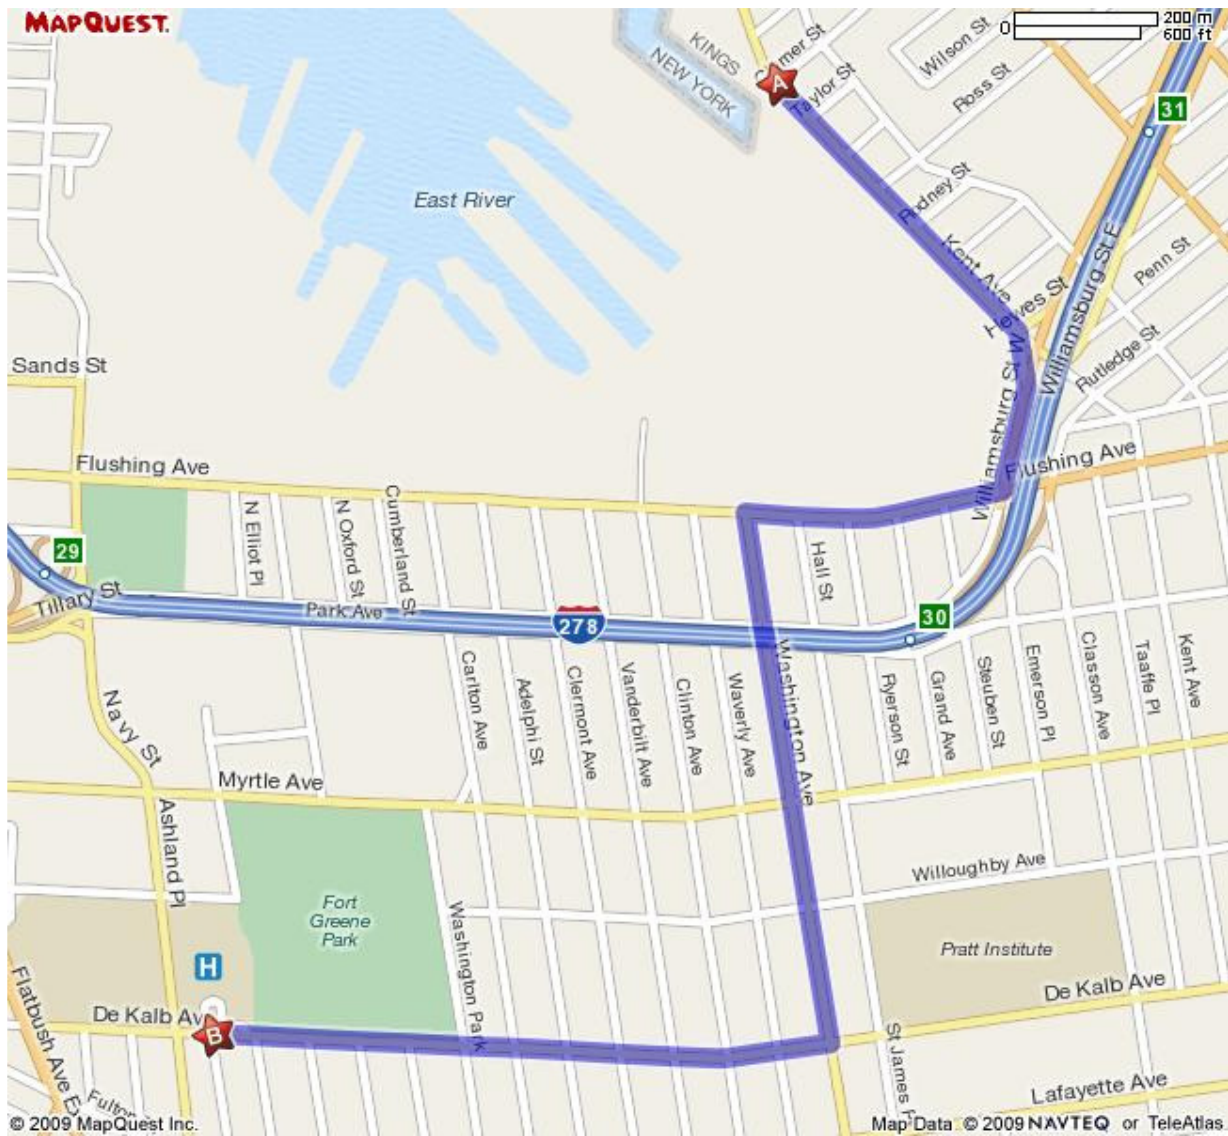 MAPQUEST.
0
200 m
600 ft
KINGS
NEW YORK
A
Taylor St
Wilson St
Ross St
31
East River
Rodney St
Kent Ave
Penn St
Williamsburg St E
Rutledge St
Williamsburg St W
Sands St
Flushing Ave
Flushing Ave
N Elliot Pl
N Oxford St
Cumberland St
Hall St
29
Tillary St
Park Ave
278
30
Navy St
Carlton Ave
Adelphi St
Clermont Ave
Vanderbilt Ave
Clinton Ave
Waverly Ave
Washington Ave
Ryerson St
Grand Ave
Steuben St
Emerson Pl
Classon Ave
Taaffe Pl
Kent Ave
Myrtle Ave
Ashland Pl
Willoughby Ave
Fort
Greene
Park
Washington Park
Pratt Institute
H
De Kalb Ave
De Kalb Ave
B
Flatbush Ave
St James
Lafayette Ave
© 2009 MapQuest Inc.
Map Data © 2009 NAVTEQ or TeleAtlas